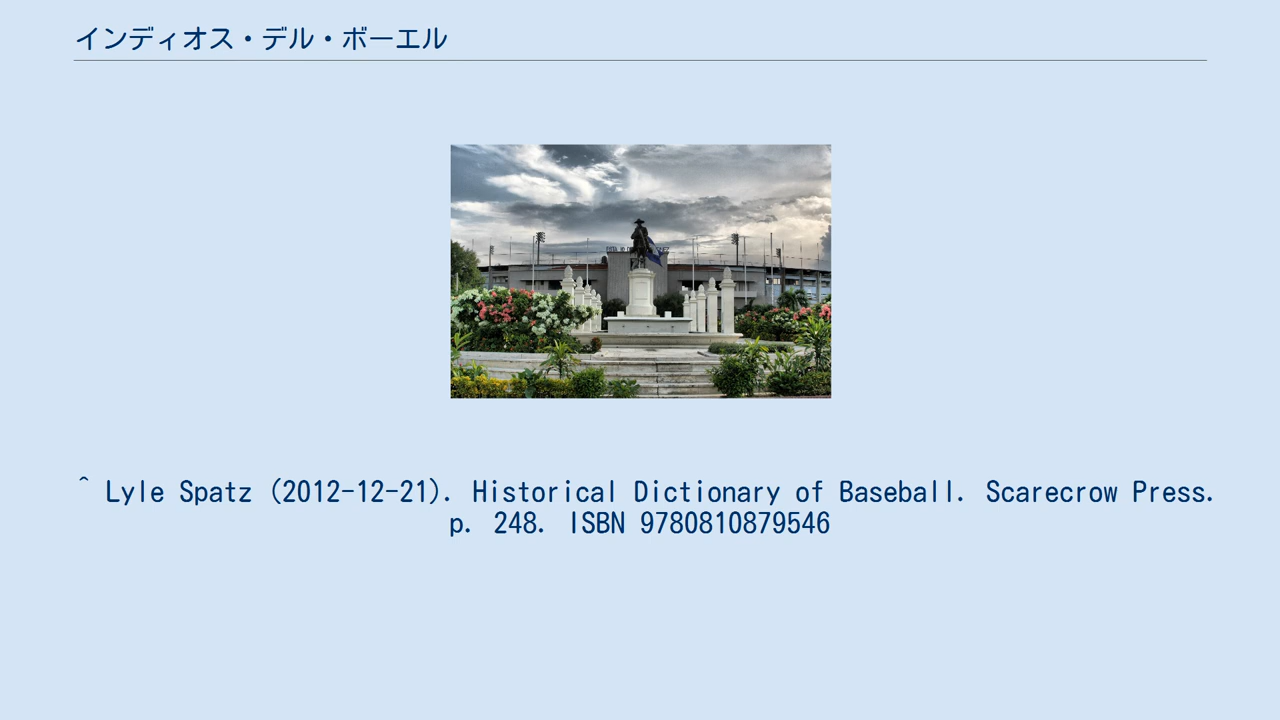 インディオス・デル・ボーエル
^ Lyle Spatz (2012-12-21). Historical Dictionary of Baseball. Scarecrow Press.
p. 248. ISBN 9780810879546